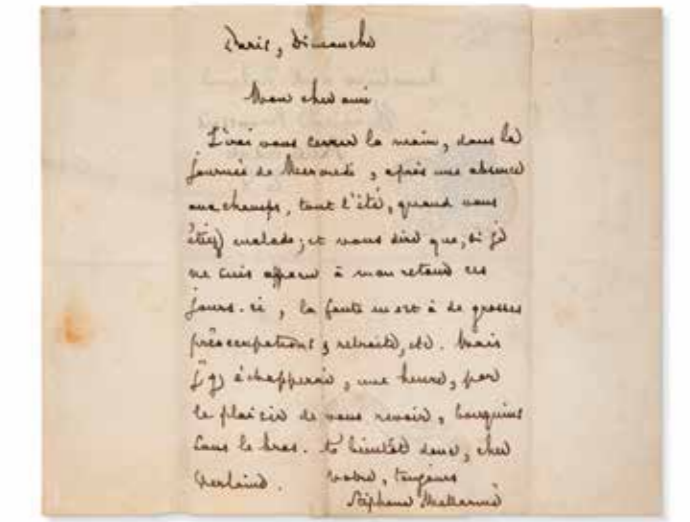 Paris, Dimanche
Mon cher ami
J'irai vous serrer la main, dans la
journée de Mercredi, après une absence
aux champs, tout l'été, quand vous
étiez malade; et vous dire que, si je
ne suis apparu à mon retour ces
jours-ci, la faute en est à de grosses
préoccupations, retraite, etc. Mais
j'y échapperai, une heure, par
le plaisir de vous revoir, bouquins
sous le bras. À bientôt donc, cher
Verlaine. Votre, toujours
Stéphane Mallarmé